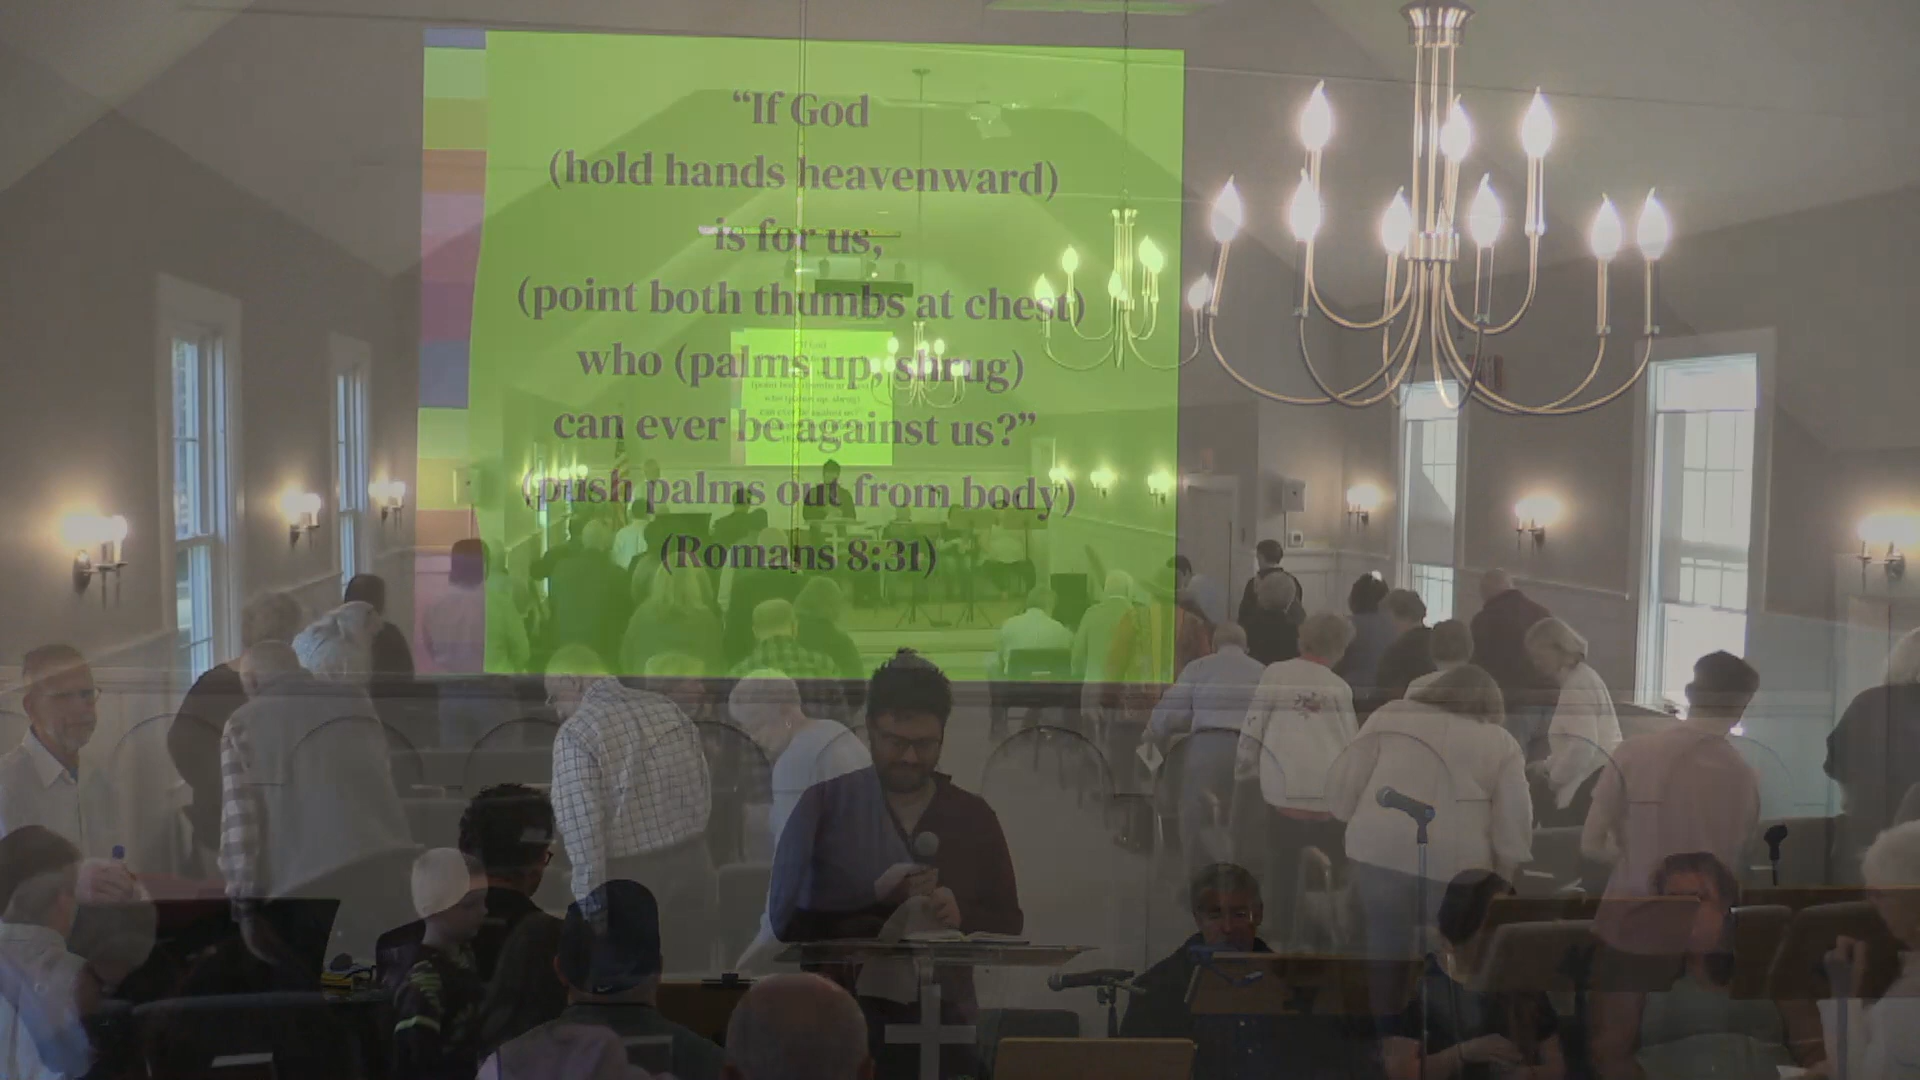 “If God
(hold hands heavenward)
is for us,
(point both thumbs at chest)
who (palms up, shrug)
can ever be against us?”
(push palms out from body)
(Romans 8:31)